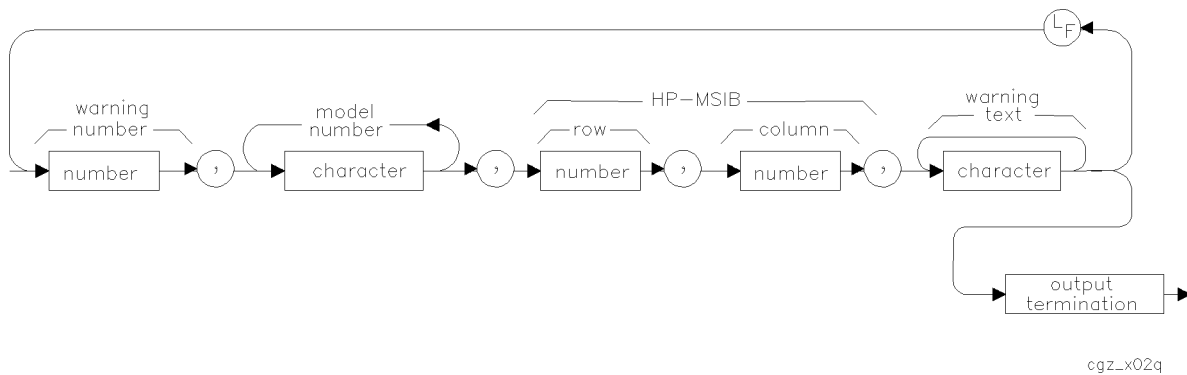 LF
warning
number
model
number
HP-MSIB
row
column
warning
text
number
,
character
,
number
,
number
,
character
output
termination
cgz_x02q